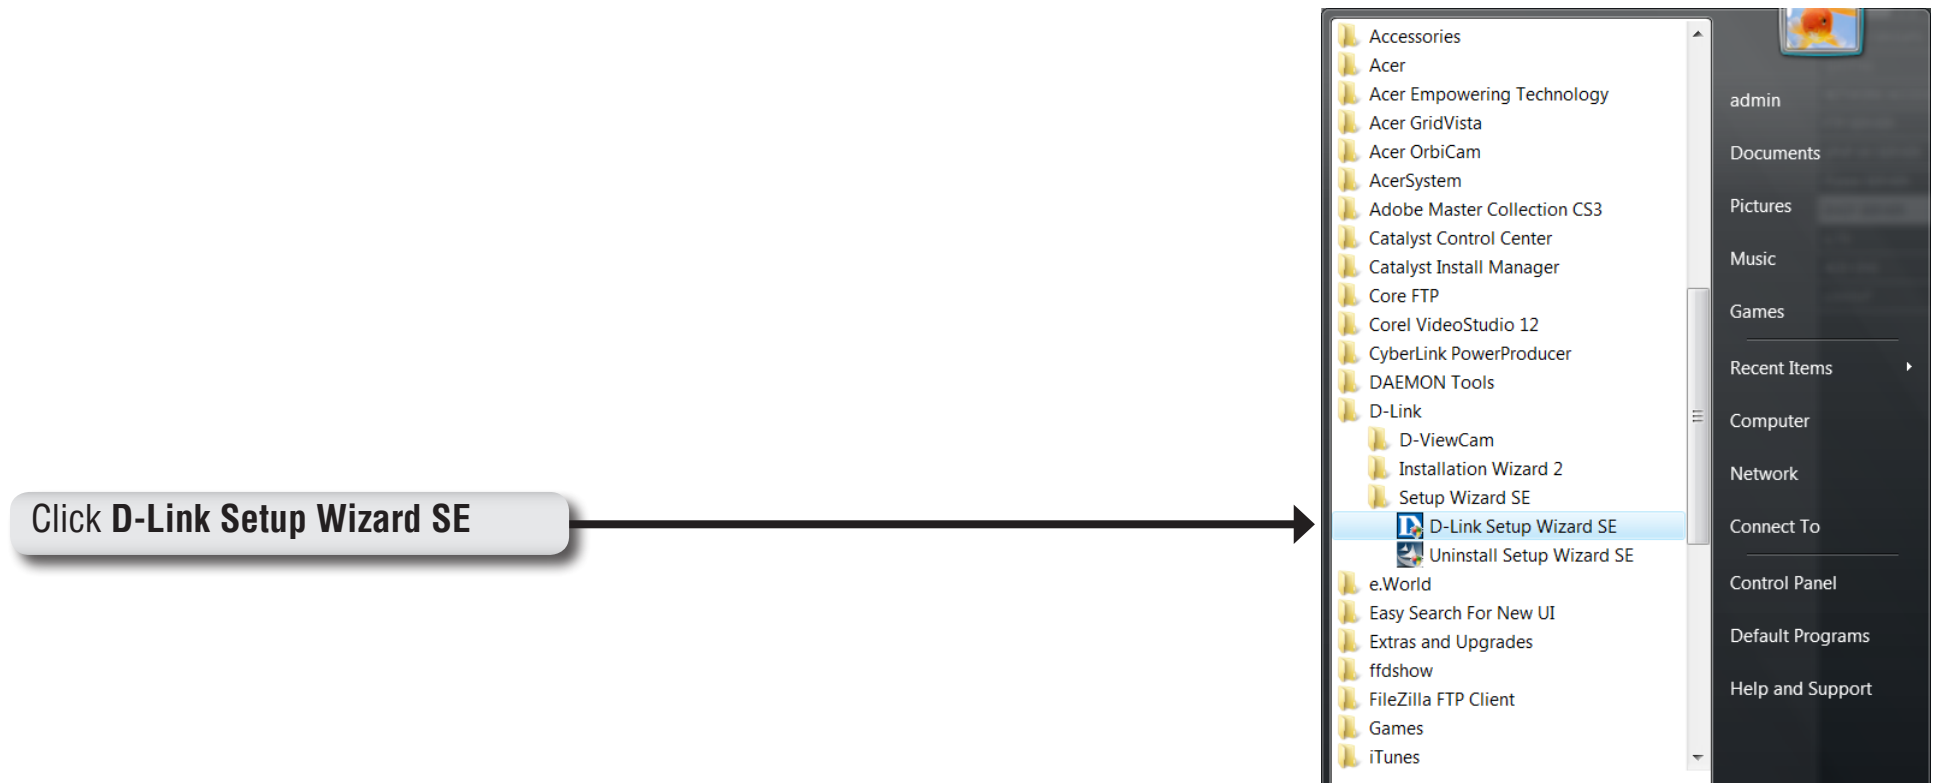 Click D-Link Setup Wizard SE
Accessories
Acer
Acer Empowering Technology
Acer GridVista
Acer OrbiCam
AcerSystem
Adobe Master Collection CS3
Catalyst Control Center
Catalyst Install Manager
Core FTP
Corel VideoStudio 12
CyberLink PowerProducer
DAEMON Tools
D-Link
D-ViewCam
Installation Wizard 2
Setup Wizard SE
D-Link Setup Wizard SE
Uninstall Setup Wizard SE
e.World
Easy Search For New UI
Extras and Upgrades
ffdshow
FileZilla FTP Client
Games
iTunes
admin
Documents
Pictures
Music
Games
Recent Items
Computer
Network
Connect To
Control Panel
Default Programs
Help and Support